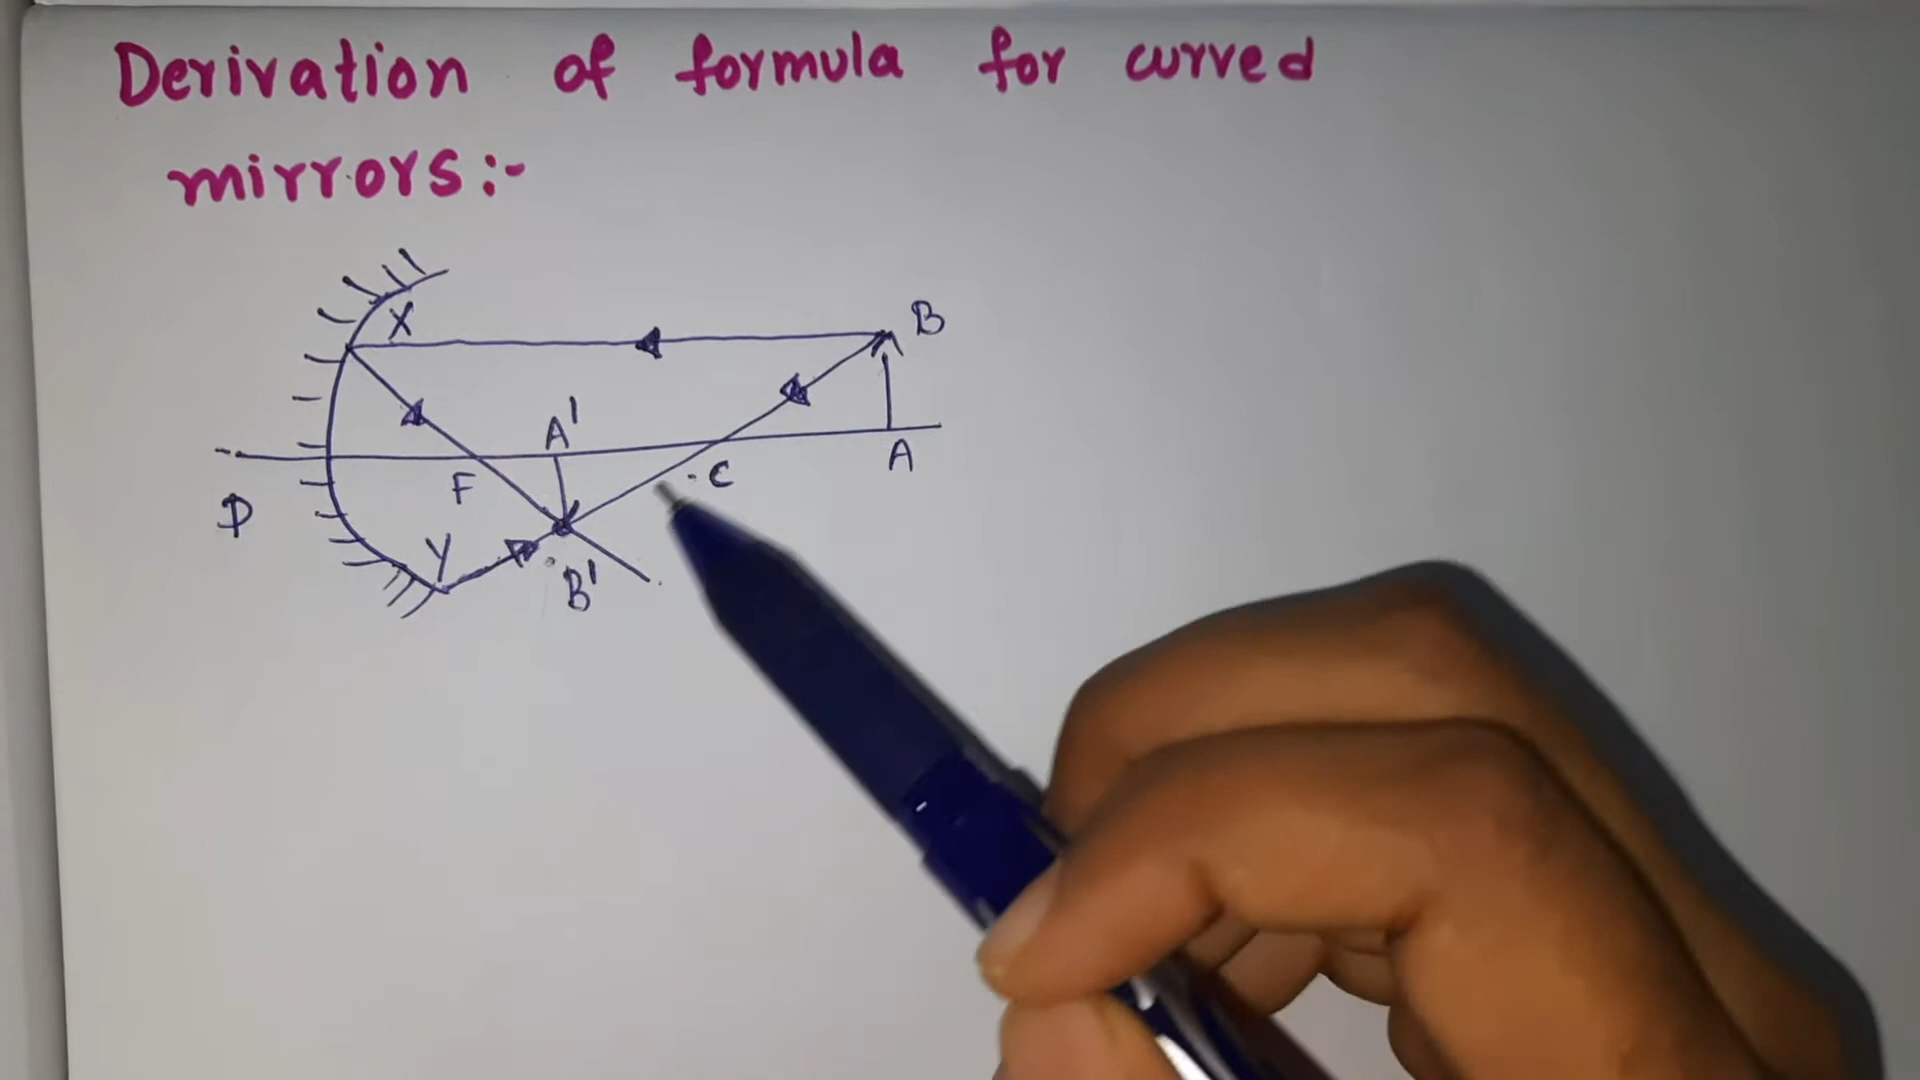 Derivation of formula for curved
mirrors:-
X
B
A'
F
C
A
P
Y
B'